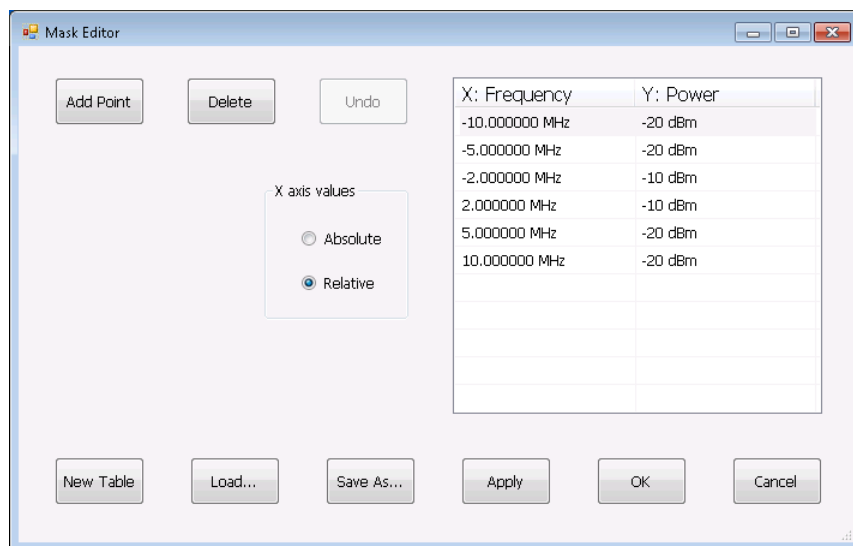 Mask Editor
Add Point Delete Undo
X axis values
Absolute
Relative
X: Frequency Y: Power
-10.000000 MHz -20 dBm
-5.000000 MHz -20 dBm
-2.000000 MHz -10 dBm
2.000000 MHz -10 dBm
5.000000 MHz -20 dBm
10.000000 MHz -20 dBm
New Table Load... Save As... Apply OK Cancel